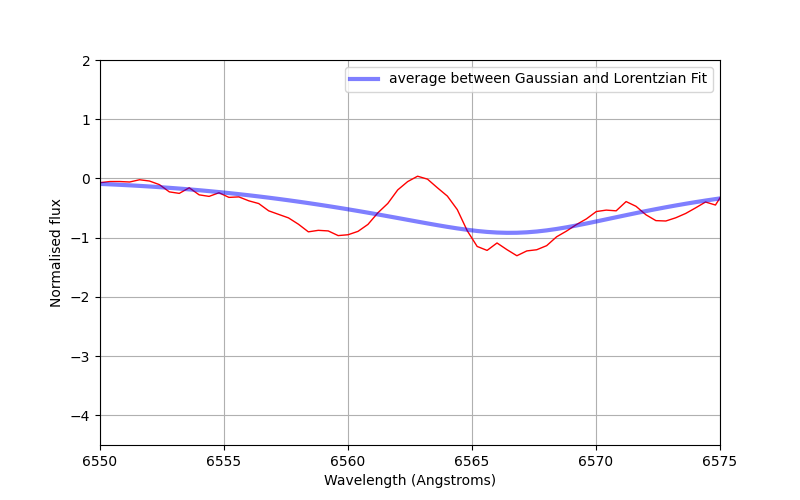 average between Gaussian and Lorentzian Fit
2
1
0
−1
−2
−3
−4
Normalised flux
6550 6555 6560 6565 6570 6575
Wavelength (Angstroms)